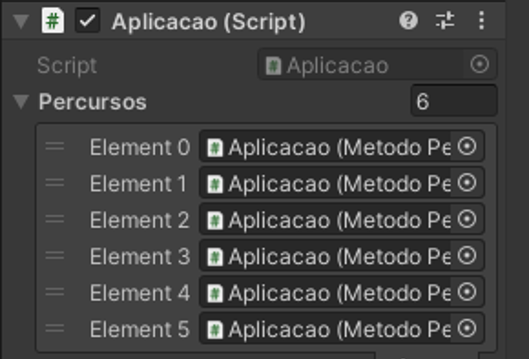 Aplicacao (Script)
Script Aplicacao
Percursos 6
Element 0 Aplicacao (Metodo Pe
Element 1 Aplicacao (Metodo Pe
Element 2 Aplicacao (Metodo Pe
Element 3 Aplicacao (Metodo Pe
Element 4 Aplicacao (Metodo Pe
Element 5 Aplicacao (Metodo Pe